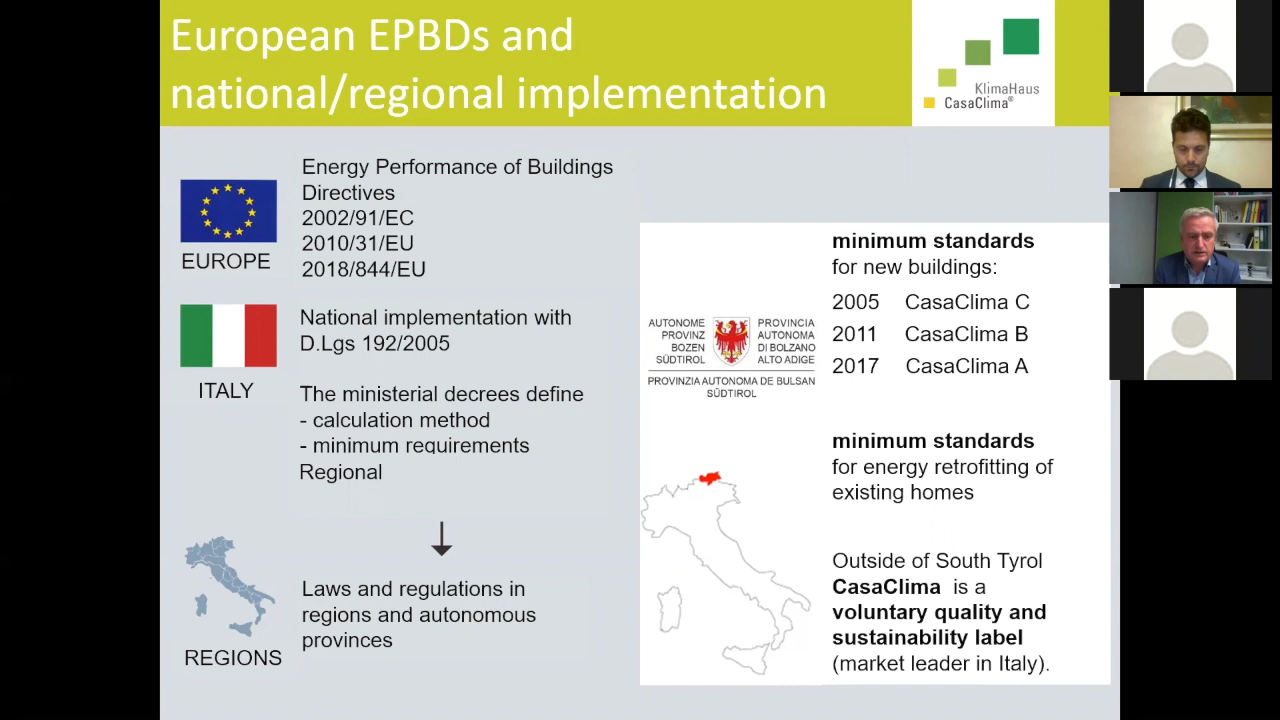 European EPBDs and
national/regional implementation
KlimaHaus
CasaClima®
Energy Performance of Buildings
Directives
2002/91/EC
2010/31/EU
2018/844/EU
EUROPE
National implementation with
D.Lgs 192/2005
ITALY
The ministerial decrees define
- calculation method
- minimum requirements
Regional
Laws and regulations in
regions and autonomous
provinces
REGIONS
AUTONOME
PROVINZ
BOZEN
SÜDTIROL
PROVINCIA
AUTONOMA
DI BOLZANO
ALTO ADIGE
PROVINZIA AUTONOMA DE BULSAN
SÜDTIROL
minimum standards
for new buildings:
2005 CasaClima C
2011 CasaClima B
2017 CasaClima A
minimum standards
for energy retrofitting of
existing homes
Outside of South Tyrol
CasaClima is a
voluntary quality and
sustainability label
(market leader in Italy).